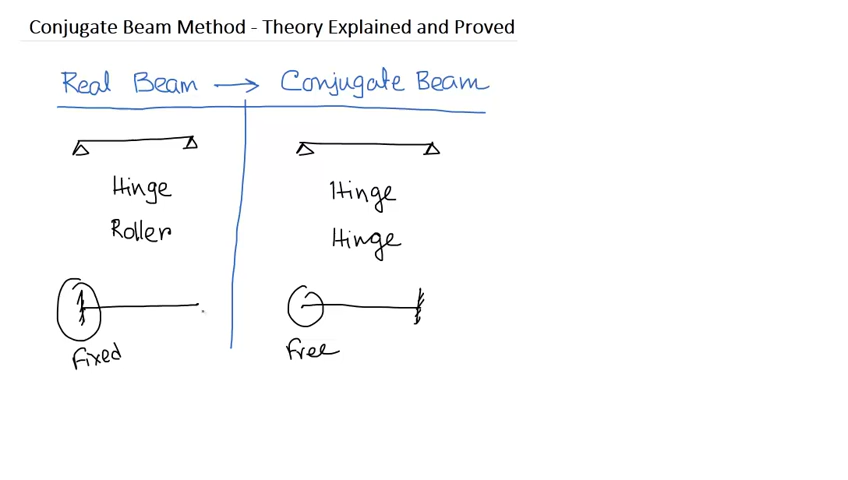 Conjugate Beam Method - Theory Explained and Proved
Real Beam → Conjugate Beam
Hinge Hinge
Roller Hinge
Fixed Free